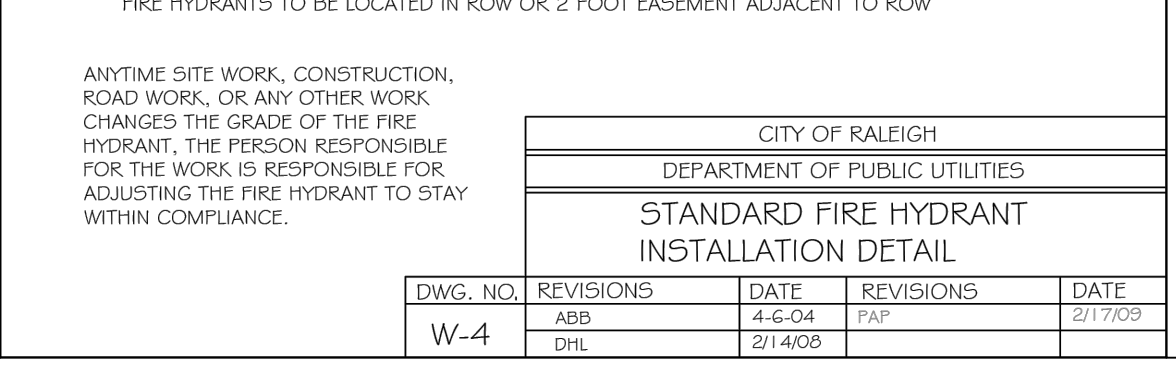 FIRE HYDRANTS TO BE LOCATED IN ROW OR 2 FOOT EASEMENT ADJACENT TO ROW
ANYTIME SITE WORK, CONSTRUCTION,
ROAD WORK, OR ANY OTHER WORK
CHANGES THE GRADE OF THE FIRE
HYDRANT, THE PERSON RESPONSIBLE
FOR THE WORK IS RESPONSIBLE FOR
ADJUSTING THE FIRE HYDRANT TO STAY
WITHIN COMPLIANCE.
CITY OF RALEIGH
DEPARTMENT OF PUBLIC UTILITIES
STANDARD FIRE HYDRANT
INSTALLATION DETAIL
DWG. NO. REVISIONS DATE REVISIONS DATE
W-4 ABB 4-6-04 PAP 2/17/09
DHL 2/14/08